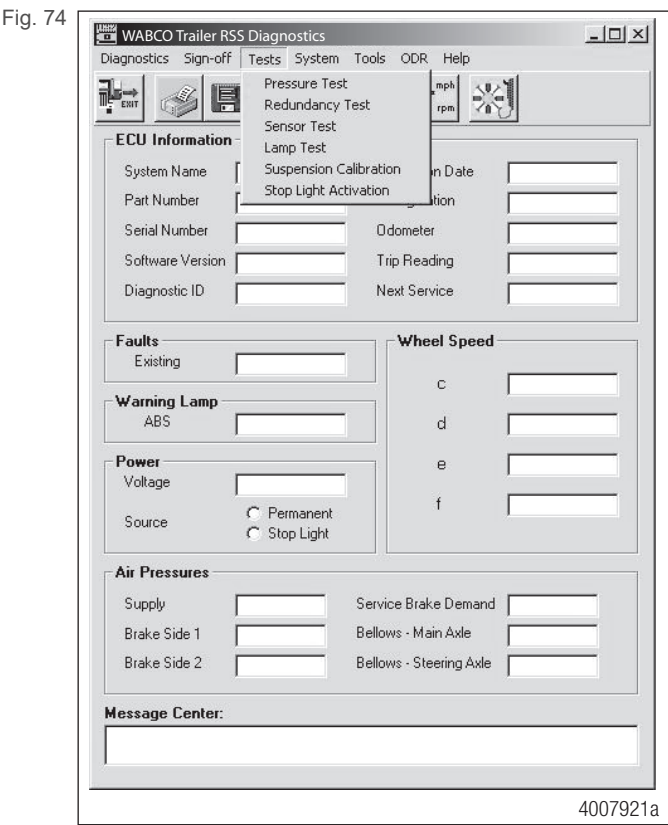 Fig. 74
WABCO Trailer RSS Diagnostics
Diagnostics Sign-off Tests System Tools ODR Help
Pressure Test
Redundancy Test
Sensor Test
Lamp Test
Suspension Calibration
Stop Light Activation
EXIT
mph
rpm
ECU Information
System Name
n Date
Part Number
Serial Number
Odometer
Software Version
Trip Reading
Diagnostic ID
Next Service
Faults
Existing
Wheel Speed
c
d
e
f
Warning Lamp
ABS
Power
Voltage
Source
Permanent
Stop Light
Air Pressures
Supply
Service Brake Demand
Brake Side 1
Bellows - Main Axle
Brake Side 2
Bellows - Steering Axle
Message Center:
4007921a